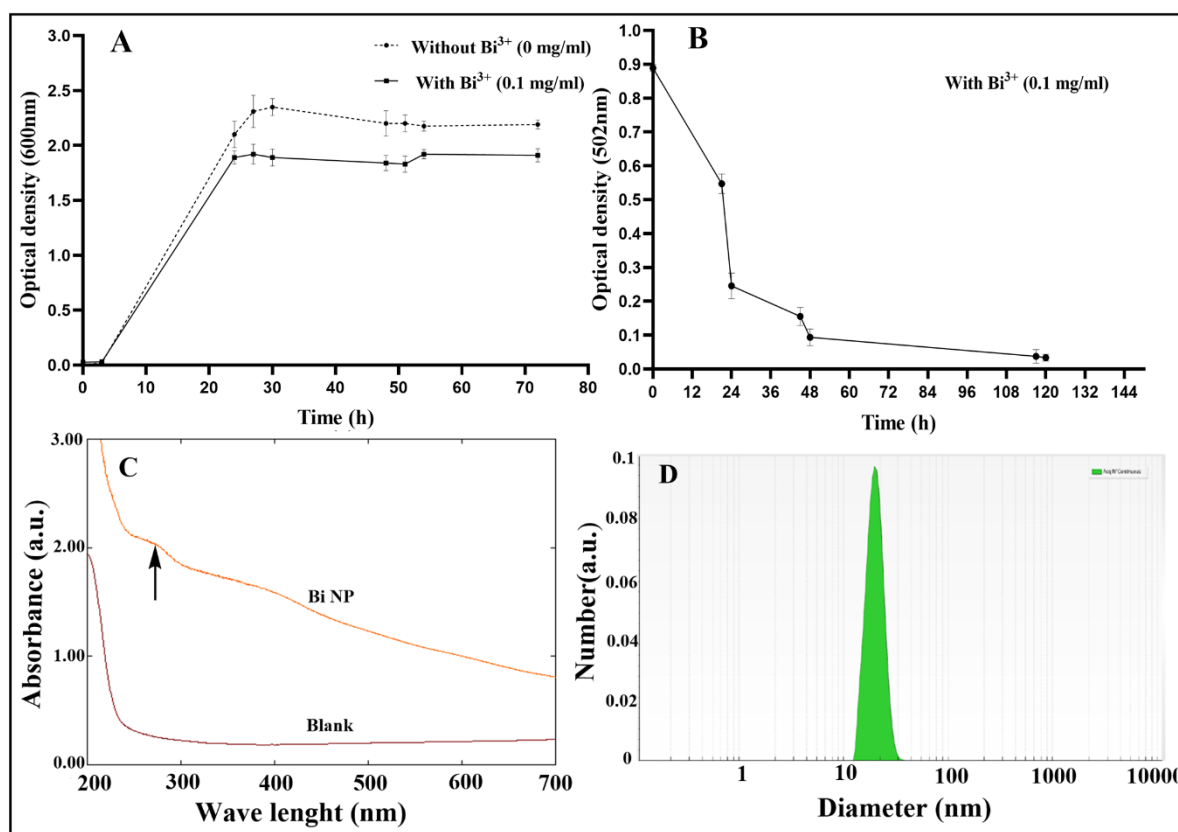 A
Without Bi³⁺ (0 mg/ml)
With Bi³⁺ (0.1 mg/ml)
Optical density (600nm)
3.0
2.5
2.0
1.5
1.0
0.5
0.0
0 10 20 30 40 50 60 70 80
Time (h)
B
With Bi³⁺ (0.1 mg/ml)
Optical density (502nm)
1.0
0.9
0.8
0.7
0.6
0.5
0.4
0.3
0.2
0.1
0.0
0 12 24 36 48 60 72 84 96 108 120 132 144
Time (h)
C
Absorbance (a.u.)
3.00
2.00
1.00
0.00
Bi NP
Blank
200 300 400 500 600 700
Wave lenght (nm)
D
Number(a.u.)
0.1
0.08
0.06
0.04
0.02
0
1 10 100 1000 10000
Diameter (nm)